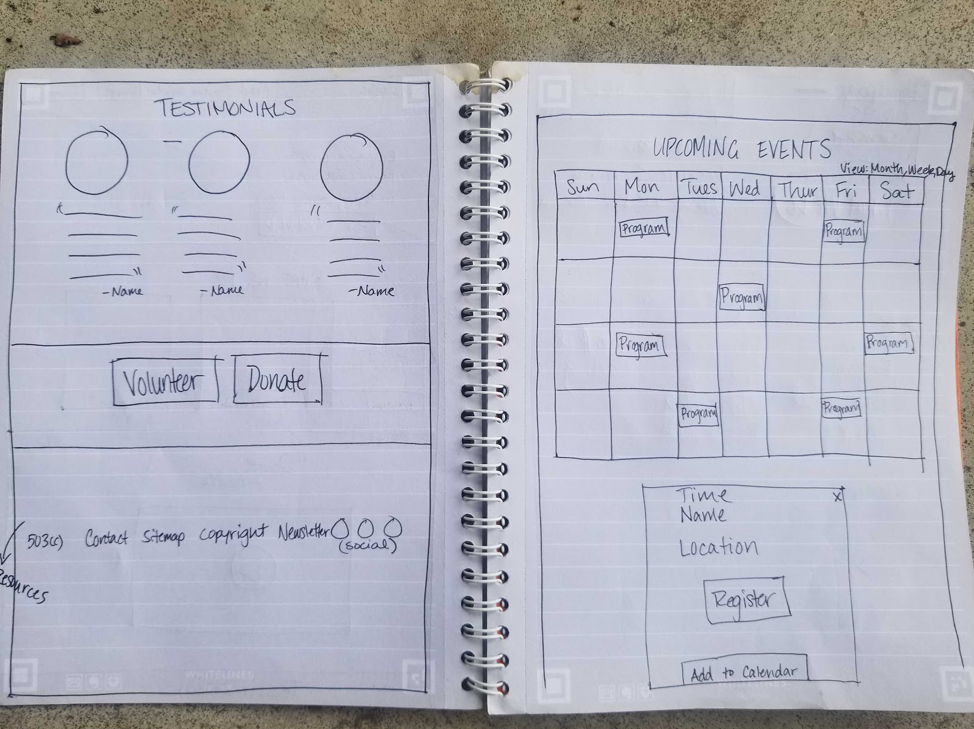 TESTIMONIALS
" " "
" " "
-Name -Name -Name
Volunteer Donate
503(c) Contact Sitemap copyright Newsletter
(social)
Resources
WHITELINES
UPCOMING EVENTS
View: Month, Week, Day
Sun Mon Tues Wed Thur Fri Sat
Program Program
Program
Program Program
Program Program
Time x
Name
Location
Register
Add to Calendar